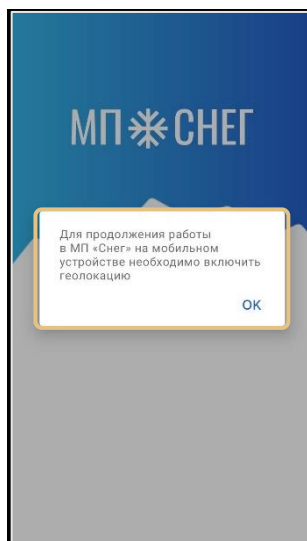 МП СНЕГ
Для продолжения работы
в МП «Снег» на мобильном
устройстве необходимо включить
геолокацию
OK